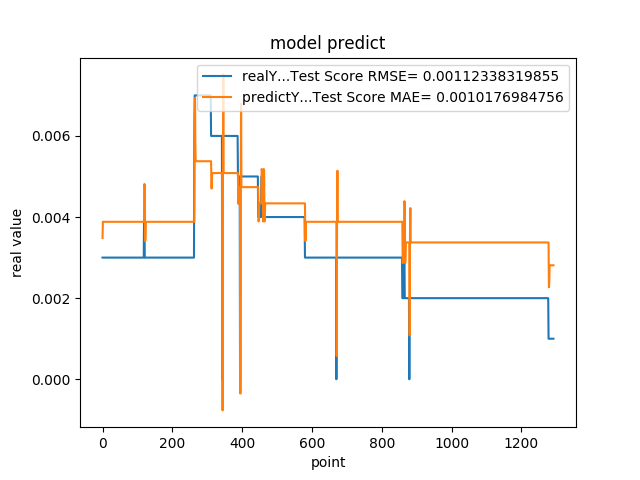 model predict
realY...Test Score RMSE= 0.00112338319855
predictY...Test Score MAE= 0.0010176984756
0.006
0.004
0.002
0.000
real value
0 200 400 600 800 1000 1200
point